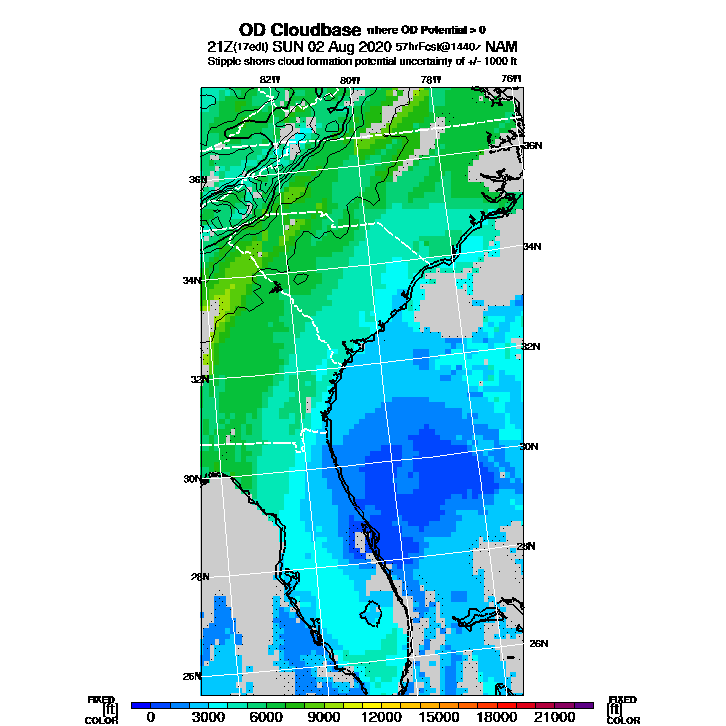 OD Cloudbase where OD Potential > 0
21Z(17edt) SUN 02 Aug 2020 57hrFcst@1440z NAM
Stipple shows cloud formation potential uncertainty of +/- 1000 ft
82W 80W 78W 76W
36N
36N
34N
34N
32N
32N
30N
30N
28N
28N
26N
26N
FIXED FIXED
[ft] [ft]
COLOR COLOR
0 3000 6000 9000 12000 15000 18000 21000